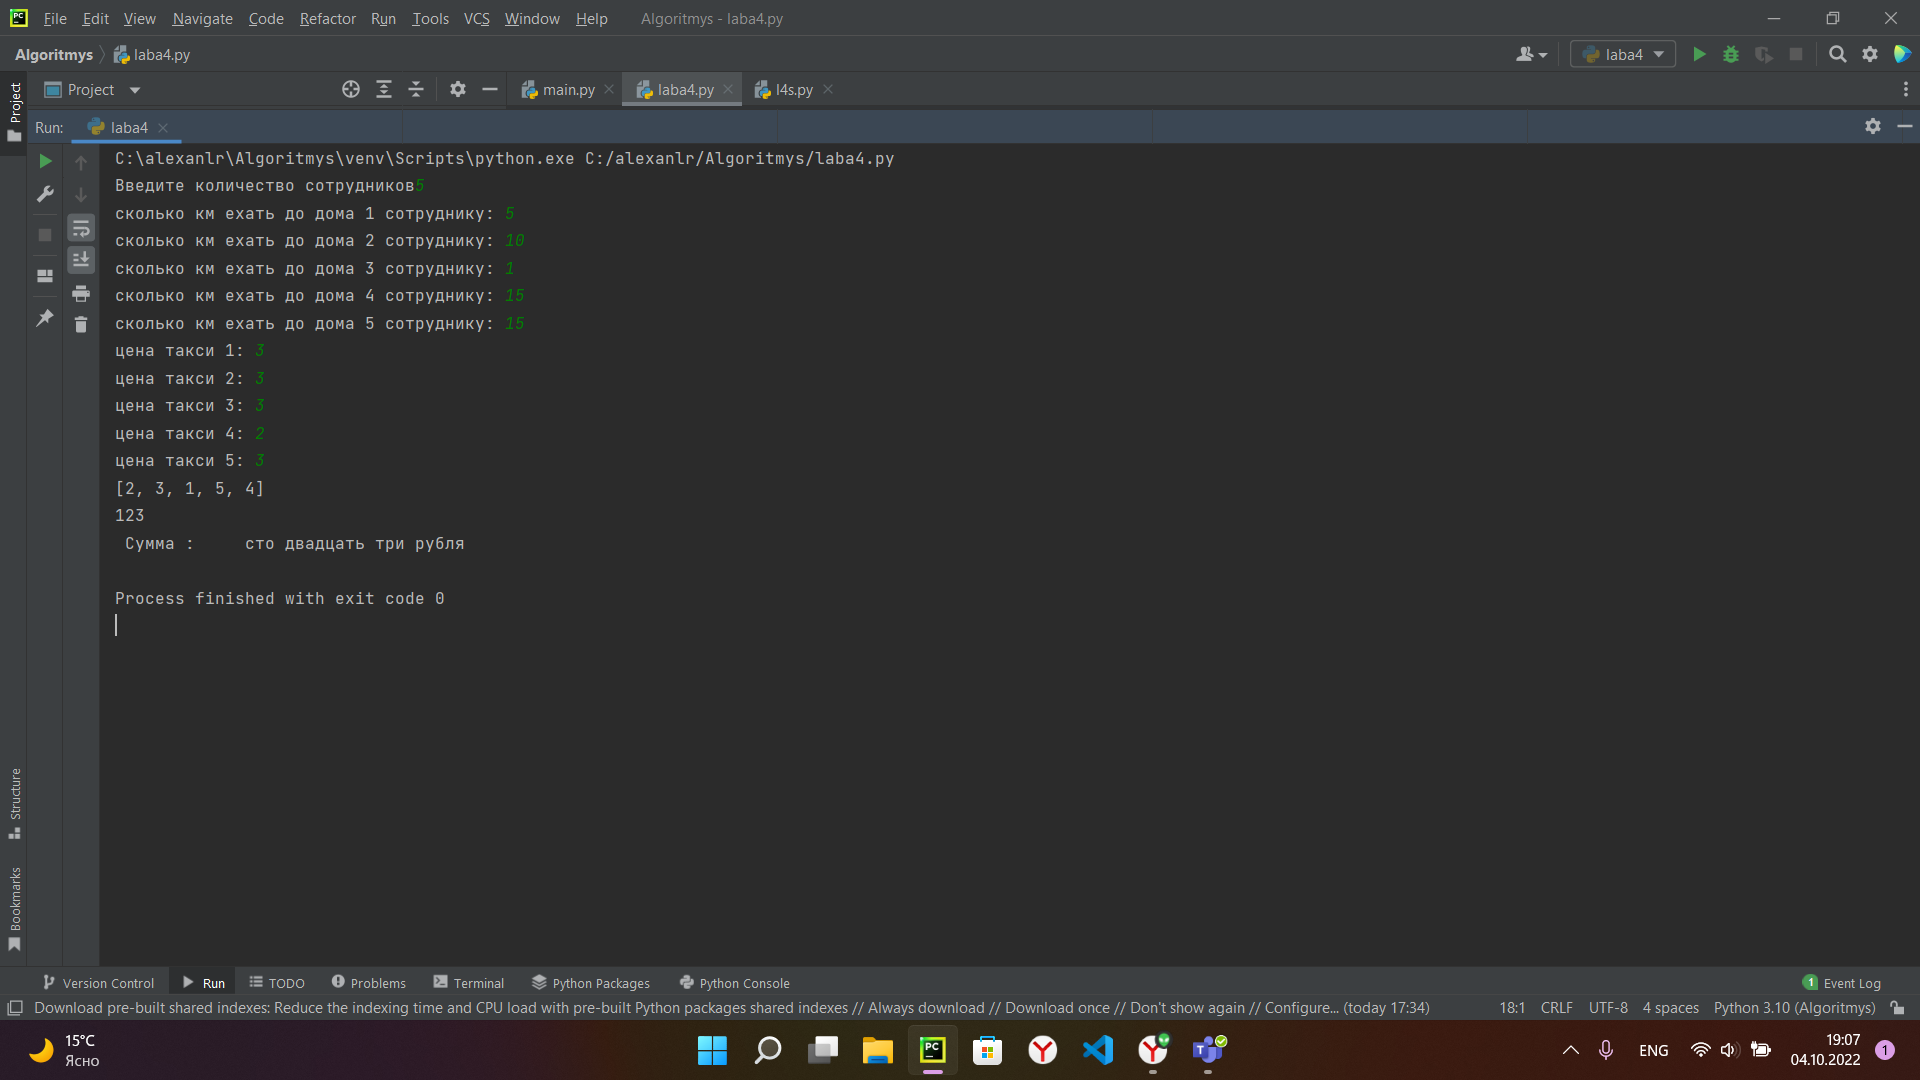 File Edit View Navigate Code Refactor Run Tools VCS Window Help Algoritmys - laba4.py
Algoritmys laba4.py laba4
Project main.py laba4.py l4s.py
Project
Run: laba4
C:\alexanlr\Algoritmys\venv\Scripts\python.exe C:/alexanlr/Algoritmys/laba4.py
Введите количество сотрудников5
сколько км ехать до дома 1 сотруднику: 5
сколько км ехать до дома 2 сотруднику: 10
сколько км ехать до дома 3 сотруднику: 1
сколько км ехать до дома 4 сотруднику: 15
сколько км ехать до дома 5 сотруднику: 15
цена такси 1: 3
цена такси 2: 3
цена такси 3: 3
цена такси 4: 2
цена такси 5: 3
[2, 3, 1, 5, 4]
123
Сумма : сто двадцать три рубля
Process finished with exit code 0
Structure
Bookmarks
Version Control Run TODO Problems Terminal Python Packages Python Console 1 Event Log
Download pre-built shared indexes: Reduce the indexing time and CPU load with pre-built Python packages shared indexes // Always download // Download once // Don't show again // Configure... (today 17:34) 18:1 CRLF UTF-8 4 spaces Python 3.10 (Algoritmys)
15°C
Ясно
ENG
19:07
04.10.2022
1